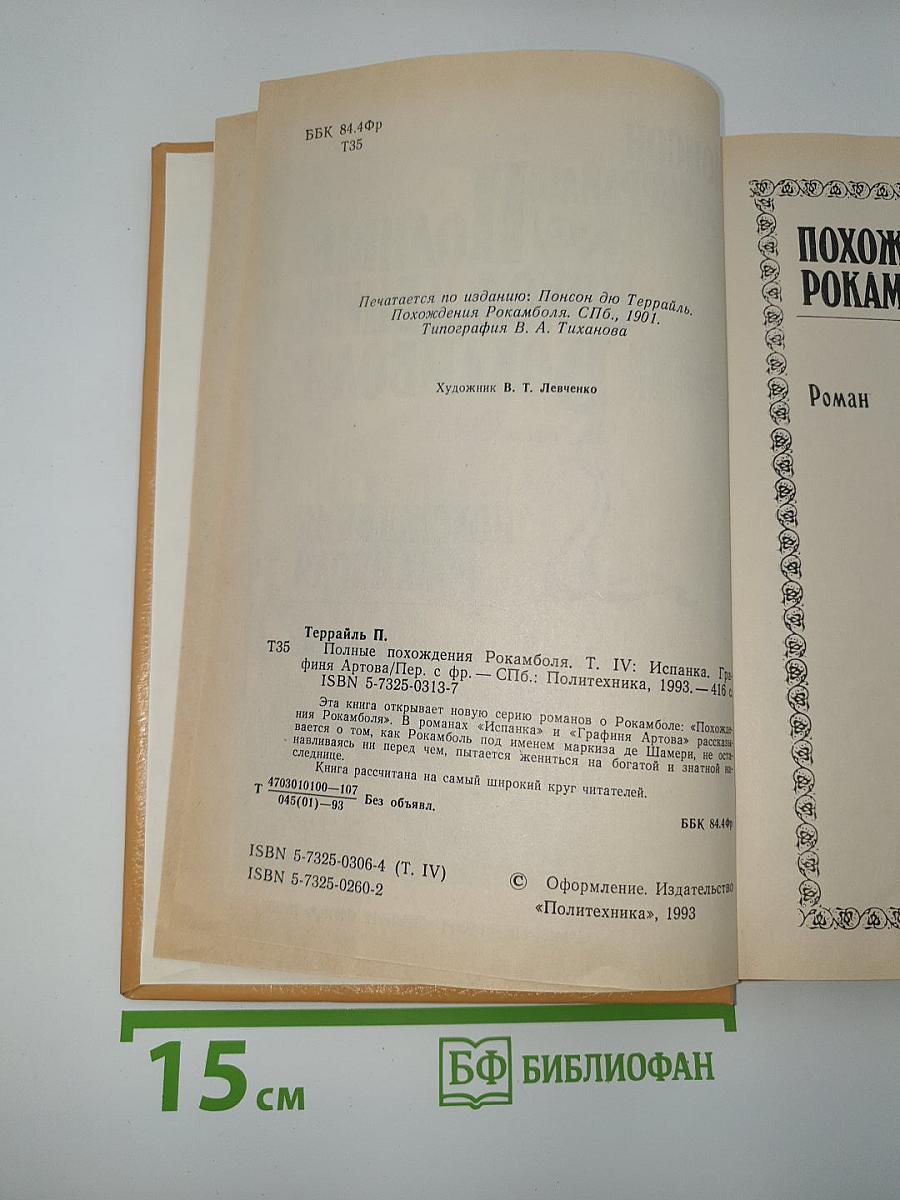 ББК 84.4Фр
Т35
Печатается по изданию: Понсон дю Террайль.
Похождения Рокамболя. СПб., 1901.
Типография В. А. Тиханова
Художник В. Т. Левченко
Террайль П.
Т35 Полные похождения Рокамболя. Т. IV: Испанка. Гра-
финя Артова/Пер. с фр. — СПб.: Политехника, 1993. — 416 с.
ISBN 5-7325-0313-7
Эта книга открывает новую серию романов о Рокамболе: «Похожде-
ния Рокамболя». В романах «Испанка» и «Графиня Артова» рассказы-
вается о том, как Рокамболь под именем маркиза де Шамери, не оста-
навливаясь ни перед чем, пытается жениться на богатой и знатной на-
следнице.
Книга рассчитана на самый широкий круг читателей.
Т 4703010100—107
045(01)—93 Без объявл.
ББК 84.4Фр
ISBN 5-7325-0306-4 (Т. IV)
ISBN 5-7325-0260-2
© Оформление. Издательство
«Политехника», 1993
ПОХОЖ
РОКАМ
Роман
15 см
БФ БИБЛИОФАН